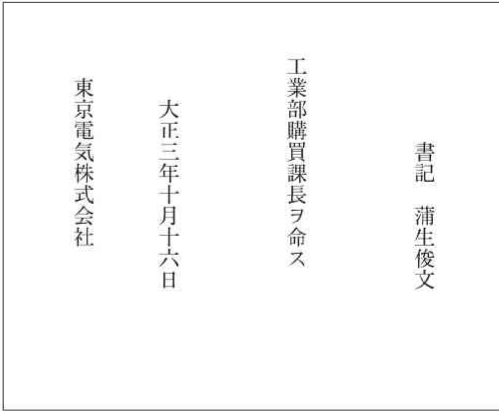 書記　蒲生俊文
工業部購買課長ヲ命ス
大正三年十月十六日
東京電気株式会社